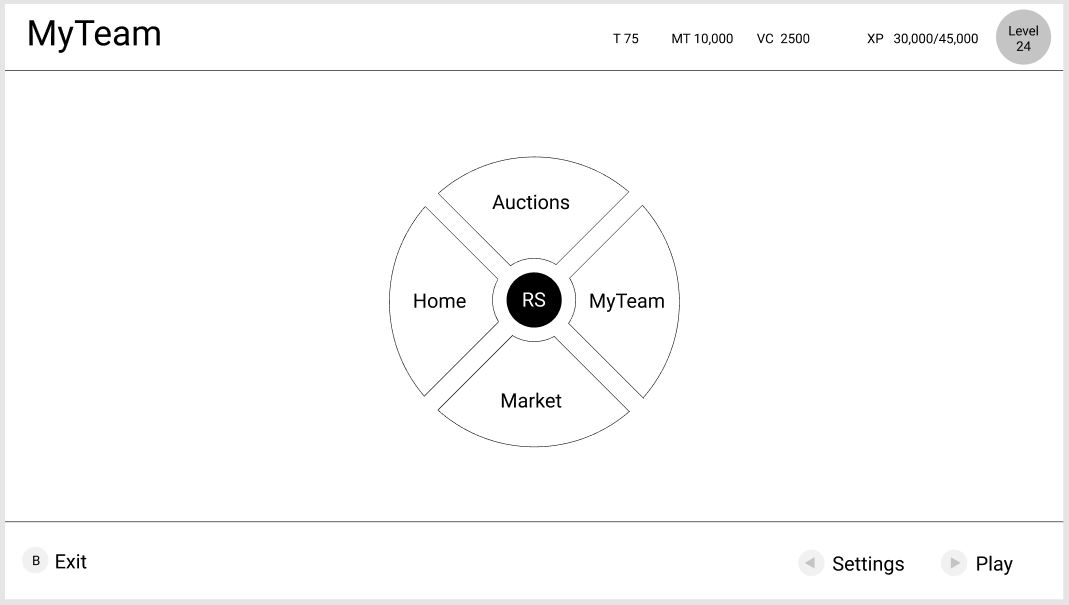 MyTeam
T 75 MT 10,000 VC 2500 XP 30,000/45,000
Level
24
Auctions
Home RS MyTeam
Market
B Exit
Settings Play